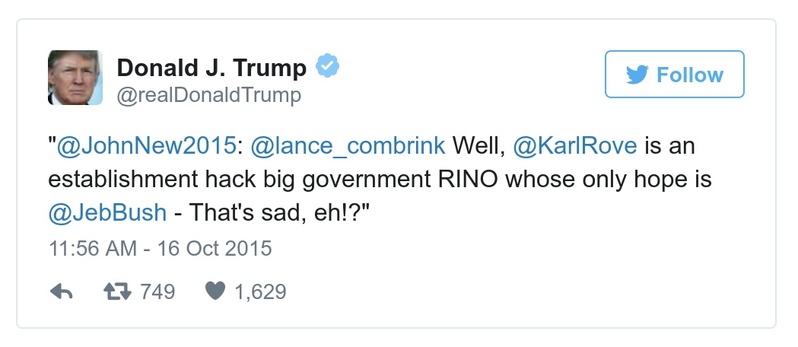 Donald J. Trump
@realDonaldTrump
Follow
"@JohnNew2015: @lance_combrink Well, @KarlRove is an
establishment hack big government RINO whose only hope is
@JebBush - That's sad, eh!?"
11:56 AM - 16 Oct 2015
749 1,629